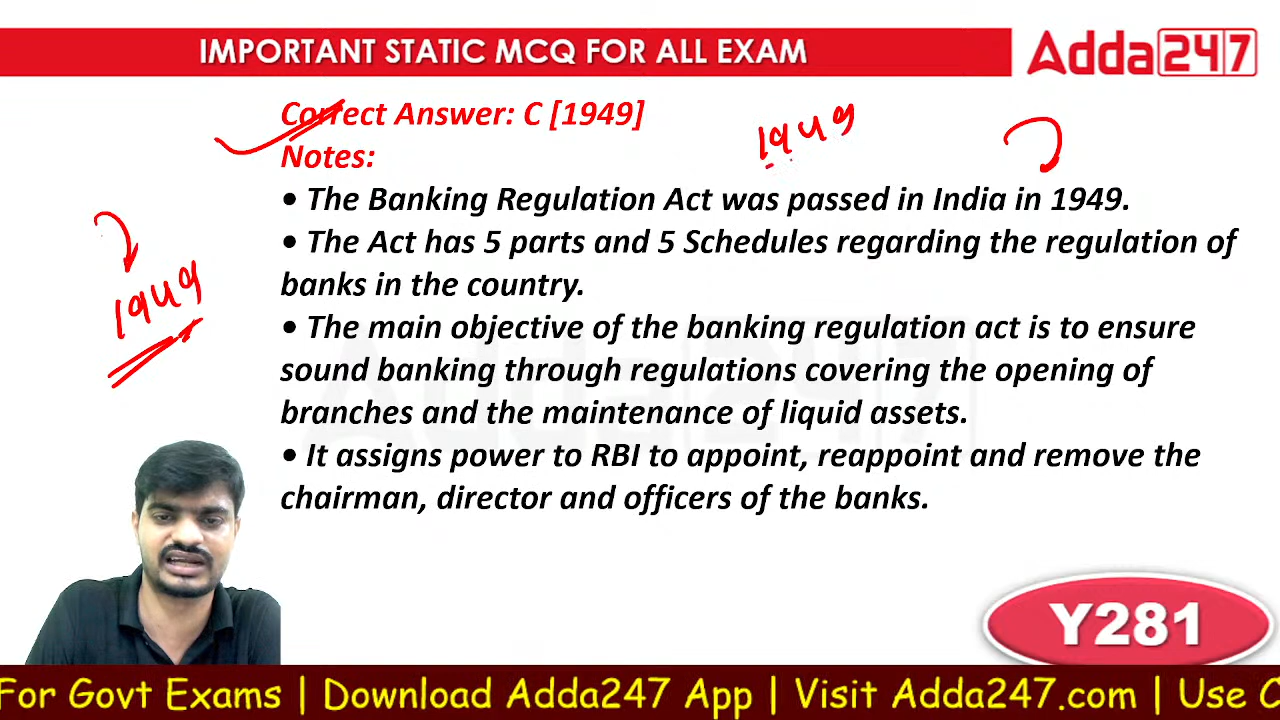 IMPORTANT STATIC MCQ FOR ALL EXAM
Adda247
Correct Answer: C [1949]
1949
Notes:
• The Banking Regulation Act was passed in India in 1949.
• The Act has 5 parts and 5 Schedules regarding the regulation of
banks in the country.
1949
• The main objective of the banking regulation act is to ensure
sound banking through regulations covering the opening of
branches and the maintenance of liquid assets.
• It assigns power to RBI to appoint, reappoint and remove the
chairman, director and officers of the banks.
Adda247
Y281
For Govt Exams | Download Adda247 App | Visit Adda247.com | Use